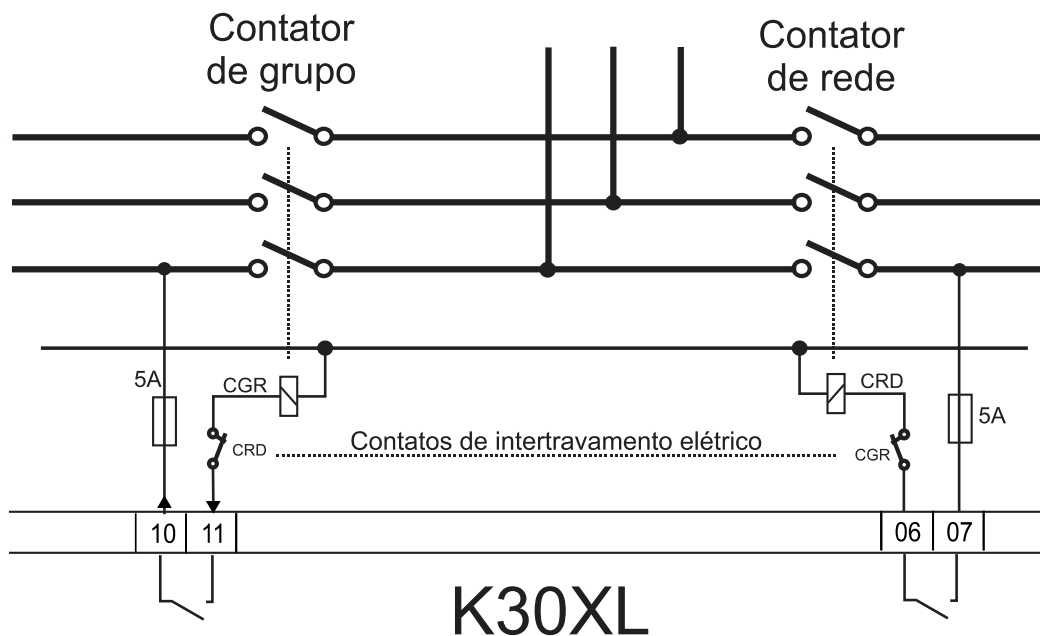 Contator
de grupo
Contator
de rede
5A
CGR
CRD
5A
CRD
Contatos de intertravamento elétrico
CGR
10
11
06
07
K30XL